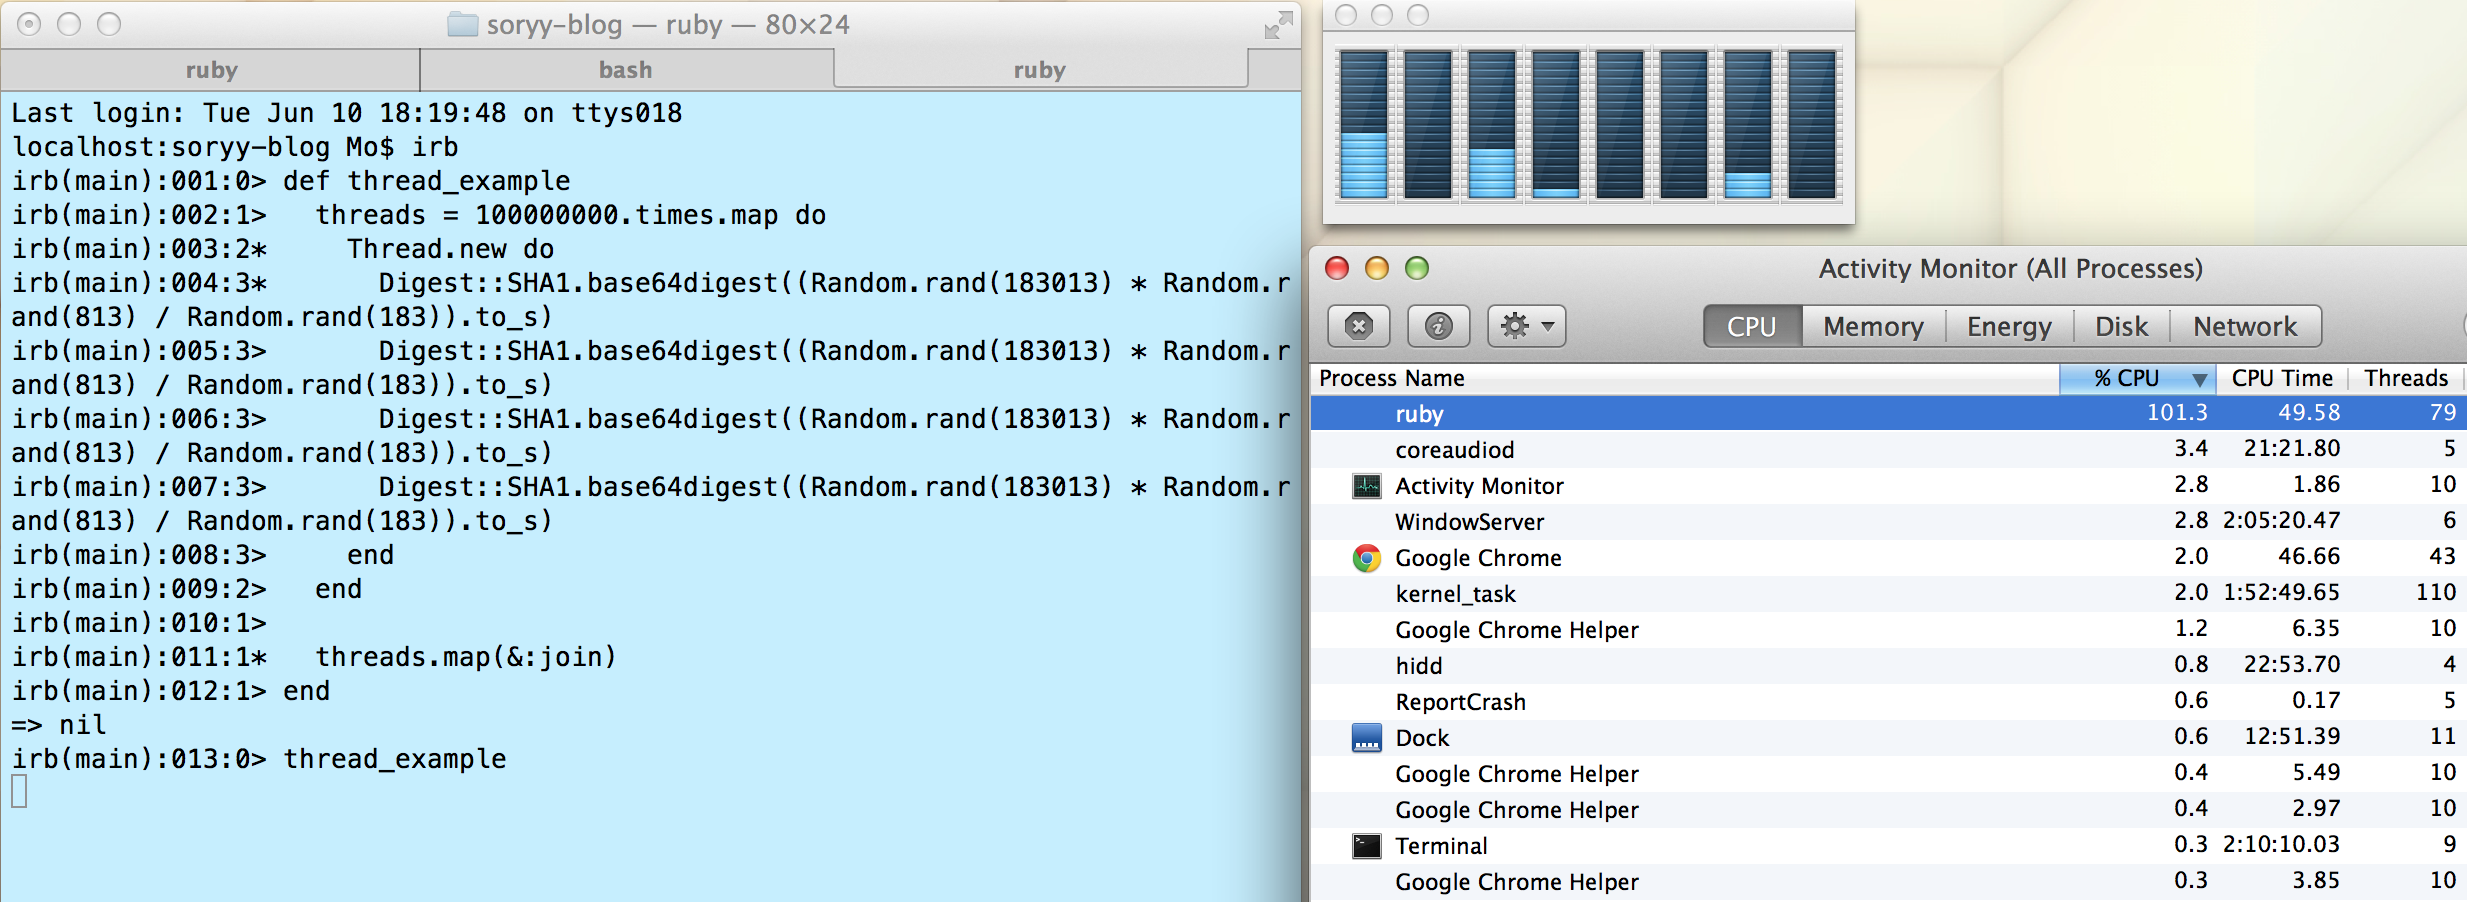 soryy-blog — ruby — 80×24
ruby bash ruby
Last login: Tue Jun 10 18:19:48 on ttys018
localhost:soryy-blog Mo$ irb
irb(main):001:0> def thread_example
irb(main):002:1>   threads = 100000000.times.map do
irb(main):003:2*     Thread.new do
irb(main):004:3*       Digest::SHA1.base64digest((Random.rand(183013) * Random.r
and(813) / Random.rand(183)).to_s)
irb(main):005:3>       Digest::SHA1.base64digest((Random.rand(183013) * Random.r
and(813) / Random.rand(183)).to_s)
irb(main):006:3>       Digest::SHA1.base64digest((Random.rand(183013) * Random.r
and(813) / Random.rand(183)).to_s)
irb(main):007:3>       Digest::SHA1.base64digest((Random.rand(183013) * Random.r
and(813) / Random.rand(183)).to_s)
irb(main):008:3>     end
irb(main):009:2>   end
irb(main):010:1>
irb(main):011:1*   threads.map(&:join)
irb(main):012:1> end
=> nil
irb(main):013:0> thread_example
Activity Monitor (All Processes)
CPU Memory Energy Disk Network
Process Name % CPU CPU Time Threads
ruby 101.3 49.58 79
coreaudiod 3.4 21:21.80 5
Activity Monitor 2.8 1.86 10
WindowServer 2.8 2:05:20.47 6
Google Chrome 2.0 46.66 43
kernel_task 2.0 1:52:49.65 110
Google Chrome Helper 1.2 6.35 10
hidd 0.8 22:53.70 4
ReportCrash 0.6 0.17 5
Dock 0.6 12:51.39 11
Google Chrome Helper 0.4 5.49 10
Google Chrome Helper 0.4 2.97 10
Terminal 0.3 2:10:10.03 9
Google Chrome Helper 0.3 3.85 10